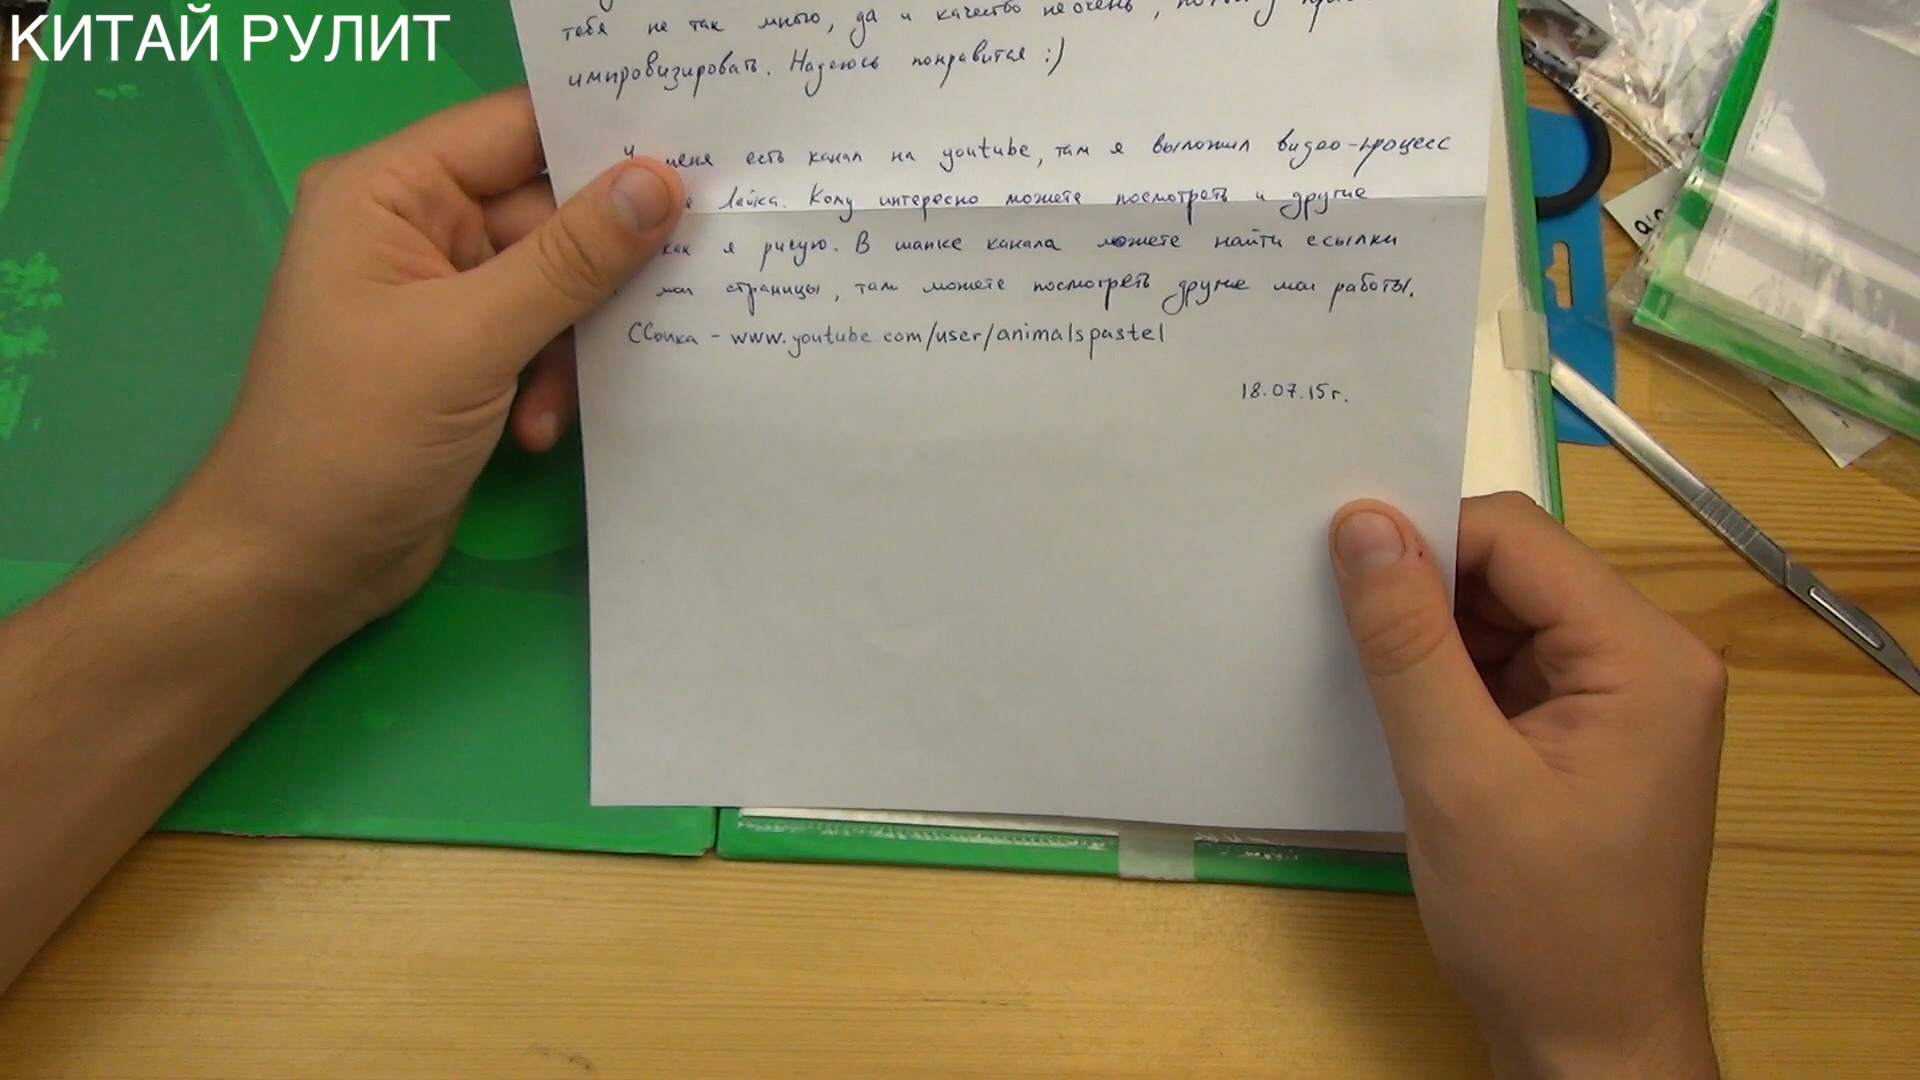 КИТАЙ РУЛИТ
тебя не так много, да и качество не очень,
импровизировать. Надеюсь понравится :)
У меня есть канал на youtube, там я выложил видео-процесс
Лайка. Кому интересно можете посмотреть и другие
как я рисую. В шапке канала можете найти ссылки
мои страницы, там можете посмотреть другие мои работы.
ССылка - www.youtube.com/user/animalspastel
18.07.15г.